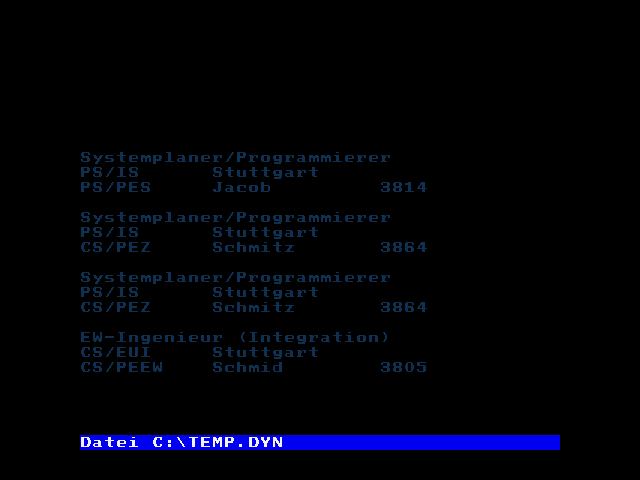 Systemplaner/Programmierer
PS/IS Stuttgart
PS/PES Jacob 3814
Systemplaner/Programmierer
PS/IS Stuttgart
CS/PEZ Schmitz 3864
Systemplaner/Programmierer
PS/IS Stuttgart
CS/PEZ Schmitz 3864
EW-Ingenieur (Integration)
CS/EUI Stuttgart
CS/PEEW Schmid 3805
Datei C:\TEMP.DYN